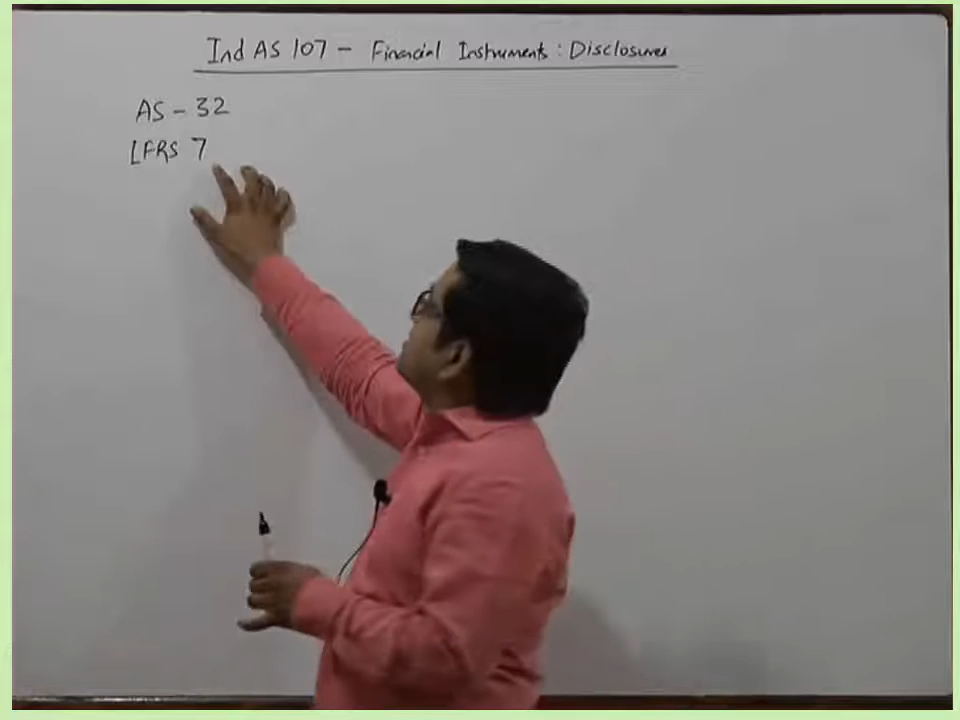 Ind AS 107 - Financial Instruments : Disclosures
AS - 32
IFRS 7